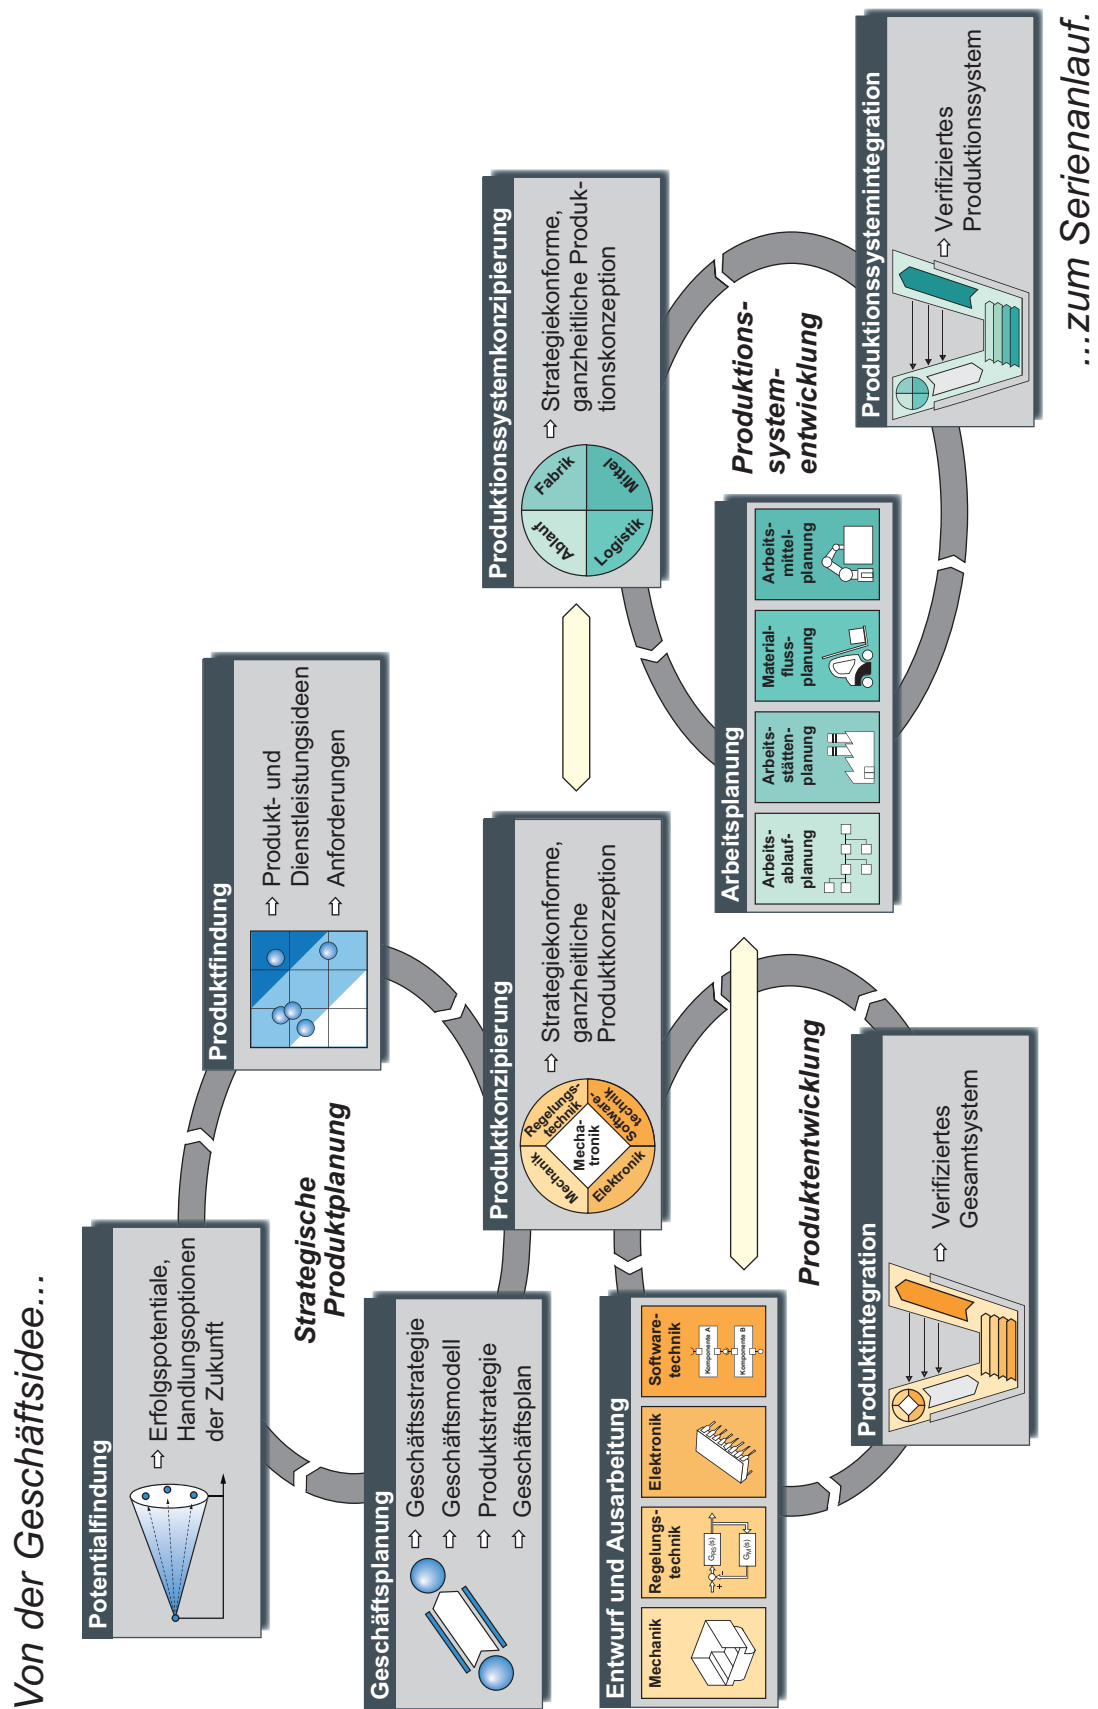 Von der Geschäftsidee...
Potentialfindung
Erfolgspotentiale,
Handlungsoptionen
der Zukunft
Produktfindung
Produkt- und
Dienstleistungsideen
Anforderungen
Strategische
Produktplanung
Geschäftsplanung
Geschäftsstrategie
Geschäftsmodell
Produktstrategie
Geschäftsplan
Produktkonzipierung
Mechanik
Regelungs-
technik
Mecha-
tronik
Elektronik
Software-
technik
Strategiekonforme,
ganzheitliche
Produktkonzeption
Produktionssystemkonzipierung
Ablauf
Fabrik
Logistik
Mittel
Strategiekonforme,
ganzheitliche Produk-
tionskonzeption
Entwurf und Ausarbeitung
Mechanik
Regelungs-
technik
GRS(s)
GM(s)
+
-
Elektronik
Software-
technik
Komponente A
Komponente B
Arbeitsplanung
Arbeits-
ablauf-
planung
Arbeits-
stätten-
planung
Material-
fluss-
planung
Arbeits-
mittel-
planung
Produktions-
system-
entwicklung
Produktentwicklung
Produktintegration
Verifiziertes
Gesamtsystem
Produktionssystemintegration
Verifiziertes
Produktionssystem
...zum Serienanlauf.